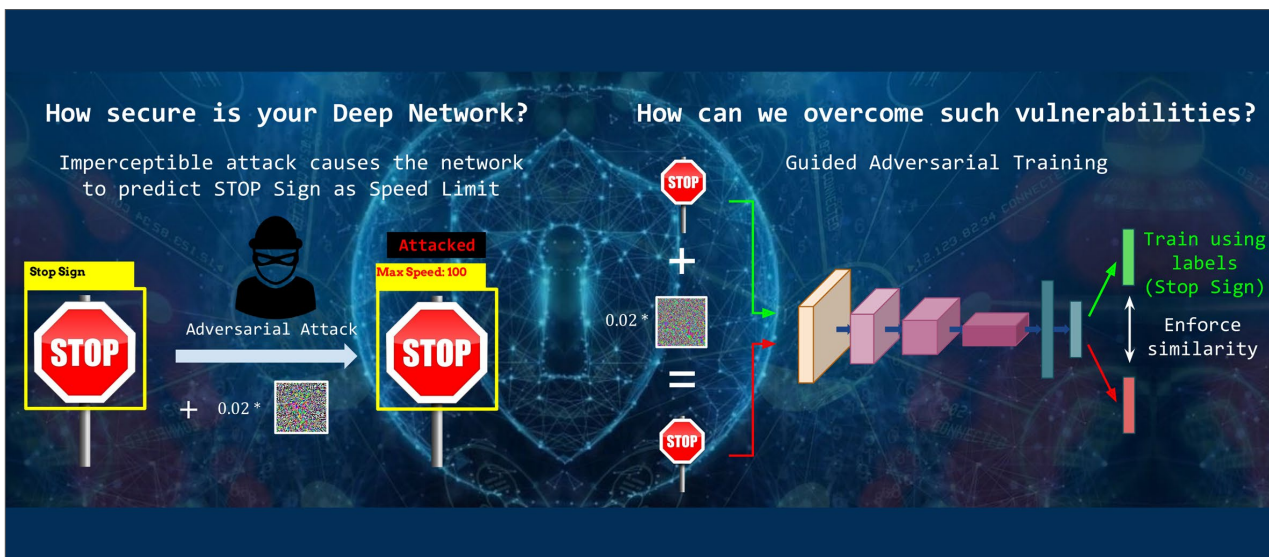 How secure is your Deep Network?
Imperceptible attack causes the network
to predict STOP Sign as Speed Limit
Stop Sign
STOP
Adversarial Attack
+ 0.02 *
Attacked
Max Speed: 100
STOP
How can we overcome such vulnerabilities?
Guided Adversarial Training
STOP
+
0.02 *
=
STOP
Train using
labels
(Stop Sign)
Enforce
similarity